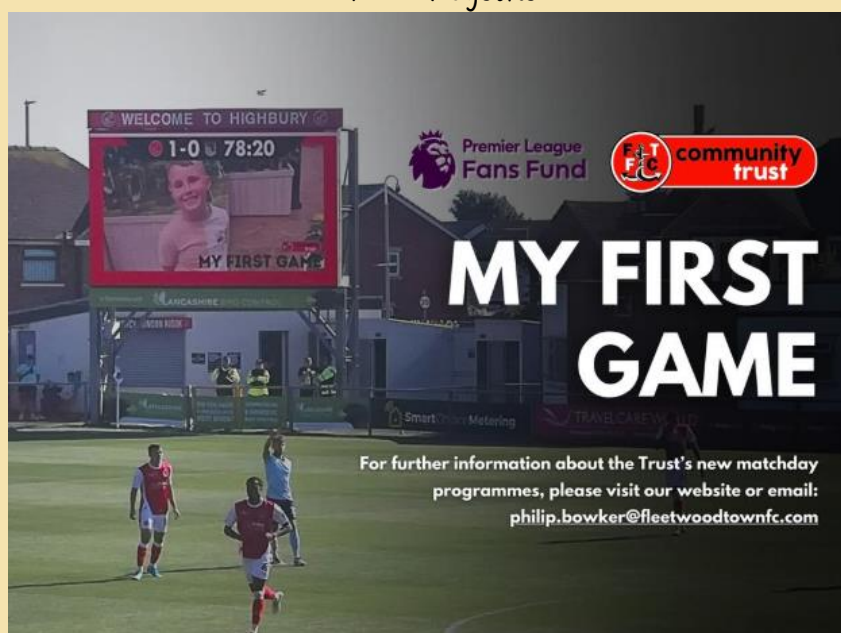 WELCOME TO HIGHBURY
1-0 78:20
MY FIRST GAME
LANCASHIRE
Premier League
Fans Fund
FTFC
community
trust
MY FIRST
GAME
SmartChoiceMetering
TRAVELCAREWORLD
For further information about the Trust's new matchday
programmes, please visit our website or email:
philip.bowker@fleetwoodtownfc.com